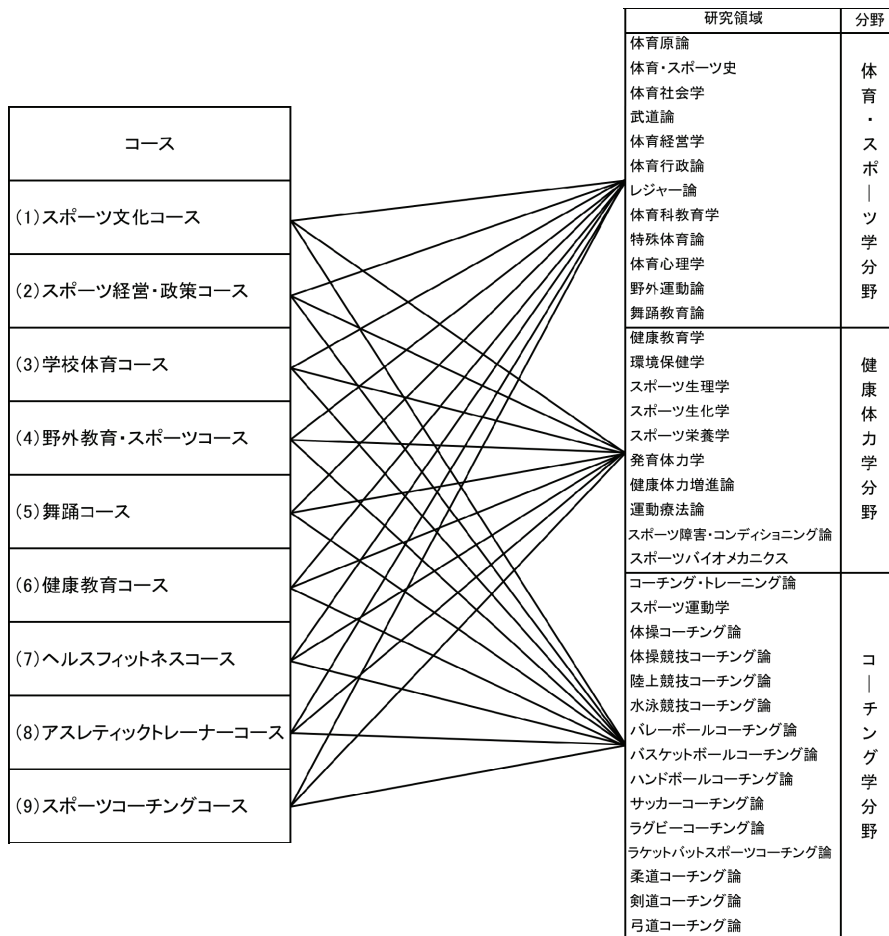 コース
(1)スポーツ文化コース
(2)スポーツ経営・政策コース
(3)学校体育コース
(4)野外教育・スポーツコース
(5)舞踊コース
(6)健康教育コース
(7)ヘルスフィットネスコース
(8)アスレティックトレーナーコース
(9)スポーツコーチングコース
研究領域
分野
体育原論
体育・スポーツ史
体育社会学
武道論
体育経営学
体育行政論
レジャー論
体育科教育学
特殊体育論
体育心理学
野外運動論
舞踊教育論
体育・スポーツ学分野
健康教育学
環境保健学
スポーツ生理学
スポーツ生化学
スポーツ栄養学
発育体力学
健康体力増進論
運動療法論
スポーツ障害・コンディショニング論
スポーツバイオメカニクス
健康体力学分野
コーチング・トレーニング論
スポーツ運動学
体操コーチング論
体操競技コーチング論
陸上競技コーチング論
水泳競技コーチング論
バレーボールコーチング論
バスケットボールコーチング論
ハンドボールコーチング論
サッカーコーチング論
ラグビーコーチング論
ラケットバットスポーツコーチング論
柔道コーチング論
剣道コーチング論
弓道コーチング論
コーチング学分野